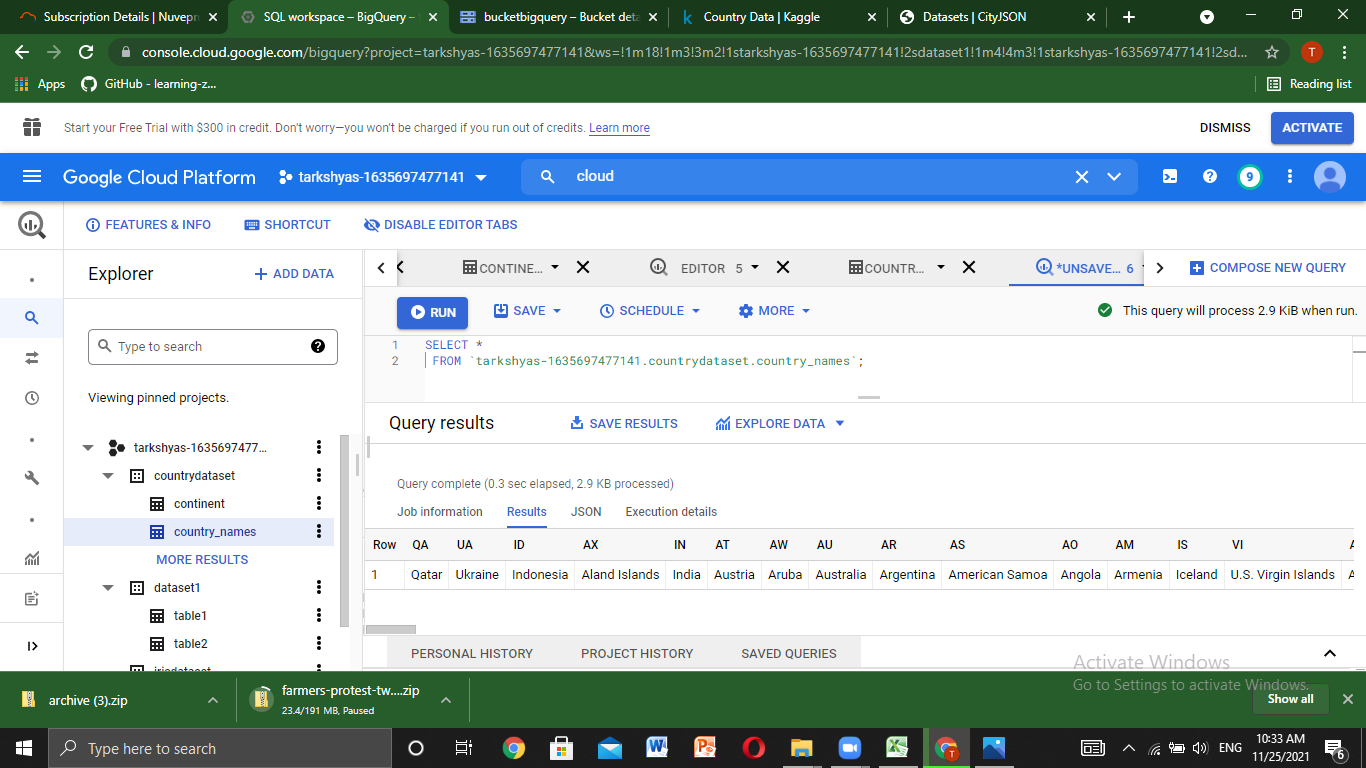 Subscription Details | Nuvepr
SQL workspace – BigQuery –
bucketbigquery – Bucket deta
Country Data | Kaggle
Datasets | CityJSON
console.cloud.google.com/bigquery?project=tarkshyas-1635697477141&ws=!1m18!1m3!3m2!1starkshyas-1635697477141!2sdataset1!1m4!4m3!1starkshyas-1635697477141!2sd...
T
Apps
GitHub - learning-z...
Reading list
Start your Free Trial with $300 in credit. Don't worry—you won't be charged if you run out of credits. Learn more
DISMISS
ACTIVATE
Google Cloud Platform
tarkshyas-1635697477141
cloud
9
FEATURES & INFO
SHORTCUT
DISABLE EDITOR TABS
Explorer
+ ADD DATA
CONTINE...
EDITOR 5
COUNTR...
*UNSAVE... 6
COMPOSE NEW QUERY
RUN
SAVE
SCHEDULE
MORE
This query will process 2.9 KiB when run.
Type to search
1 SELECT *
2 FROM `tarkshyas-1635697477141.countrydataset.country_names`;
Viewing pinned projects.
Query results
SAVE RESULTS
EXPLORE DATA
tarkshyas-1635697477...
countrydataset
continent
country_names
MORE RESULTS
dataset1
table1
table2
irisdataset
Query complete (0.3 sec elapsed, 2.9 KB processed)
Job information Results JSON Execution details
Row QA UA ID AX IN AT AW AU AR AS AO AM IS VI
1 Qatar Ukraine Indonesia Aland Islands India Austria Aruba Australia Argentina American Samoa Angola Armenia Iceland U.S. Virgin Islands
PERSONAL HISTORY PROJECT HISTORY SAVED QUERIES
Activate Windows
Go to Settings to activate Windows.
archive (3).zip
farmers-protest-tw....zip
23.4/191 MB, Paused
Show all
Type here to search
ENG
10:33 AM
11/25/2021
6